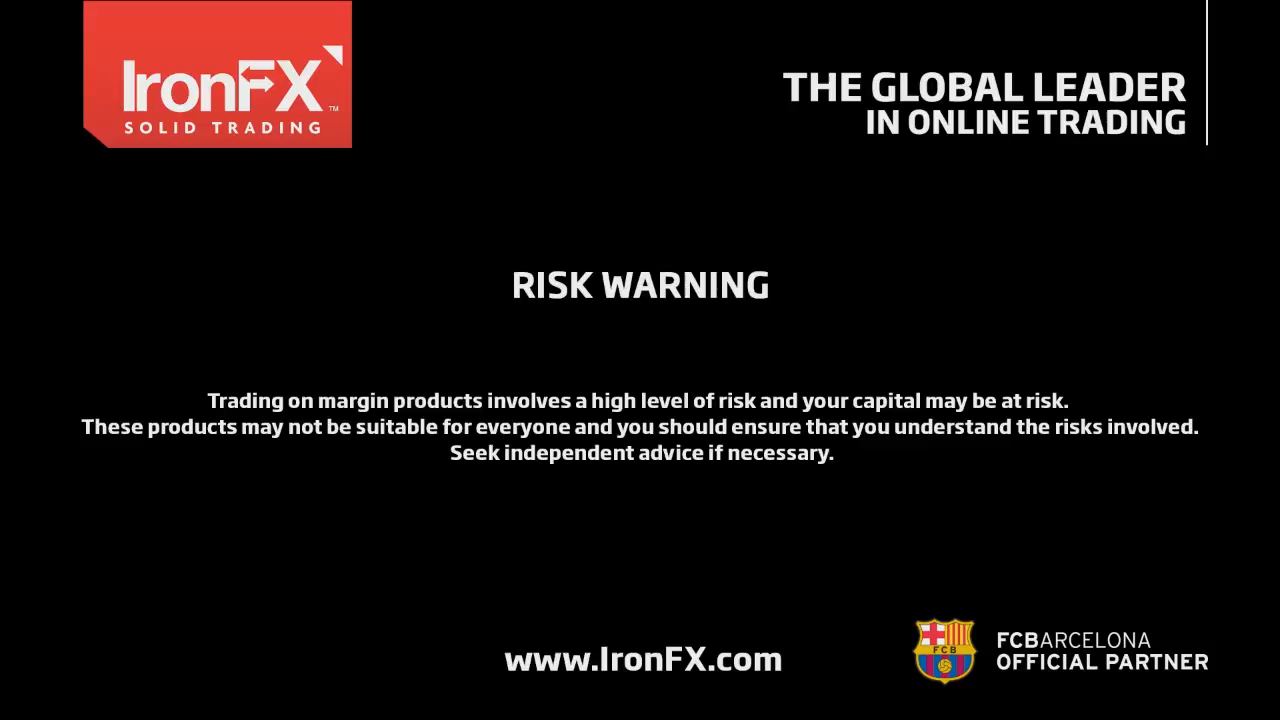 IronFX
TM
SOLID TRADING
THE GLOBAL LEADER
IN ONLINE TRADING
RISK WARNING
Trading on margin products involves a high level of risk and your capital may be at risk.
These products may not be suitable for everyone and you should ensure that you understand the risks involved.
Seek independent advice if necessary.
www.IronFX.com
FCB
FCBARCELONA
OFFICIAL PARTNER